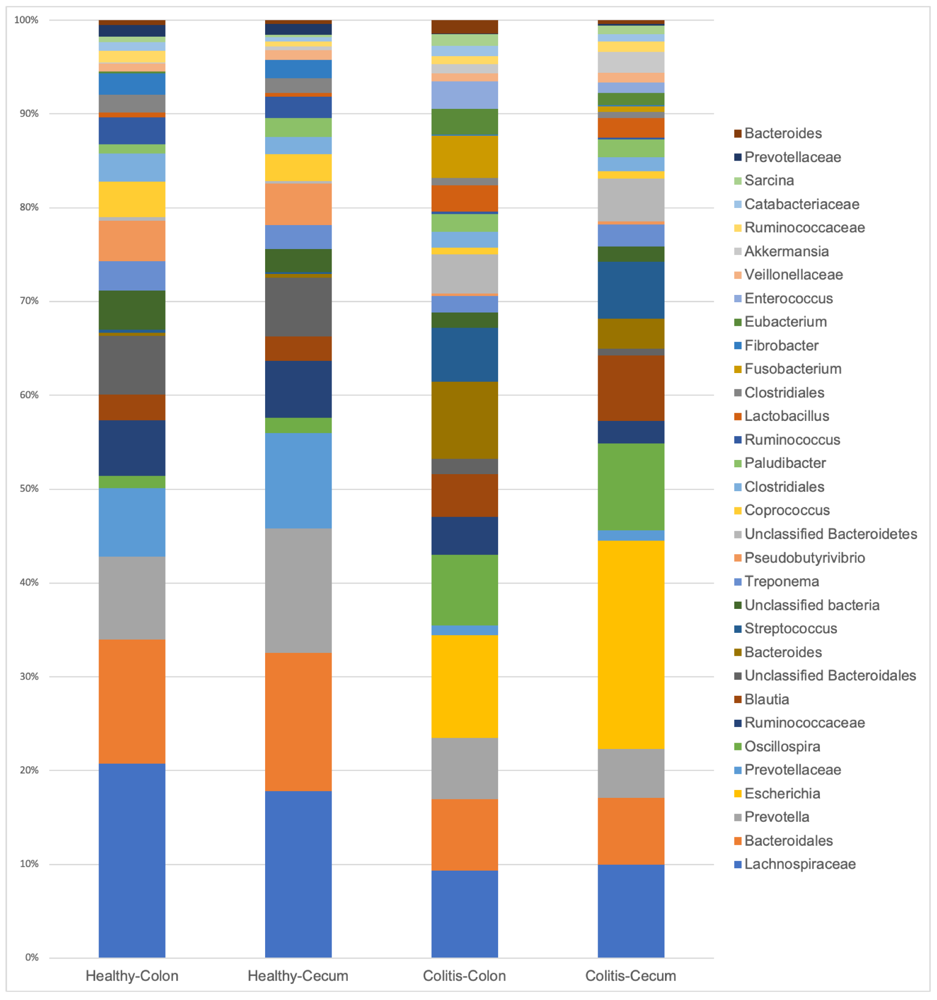 100%
90%
80%
70%
60%
50%
40%
30%
20%
10%
0%
Healthy-Colon
Healthy-Cecum
Colitis-Colon
Colitis-Cecum
Bacteroides
Prevotellaceae
Sarcina
Catabacteriaceae
Ruminococcaceae
Akkermansia
Veillonellaceae
Enterococcus
Eubacterium
Fibrobacter
Fusobacterium
Clostridiales
Lactobacillus
Ruminococcus
Paludibacter
Clostridiales
Coprococcus
Unclassified Bacteroidetes
Pseudobutyrivibrio
Treponema
Unclassified bacteria
Streptococcus
Bacteroides
Unclassified Bacteroidales
Blautia
Ruminococcaceae
Oscillospira
Prevotellaceae
Escherichia
Prevotella
Bacteroidales
Lachnospiraceae